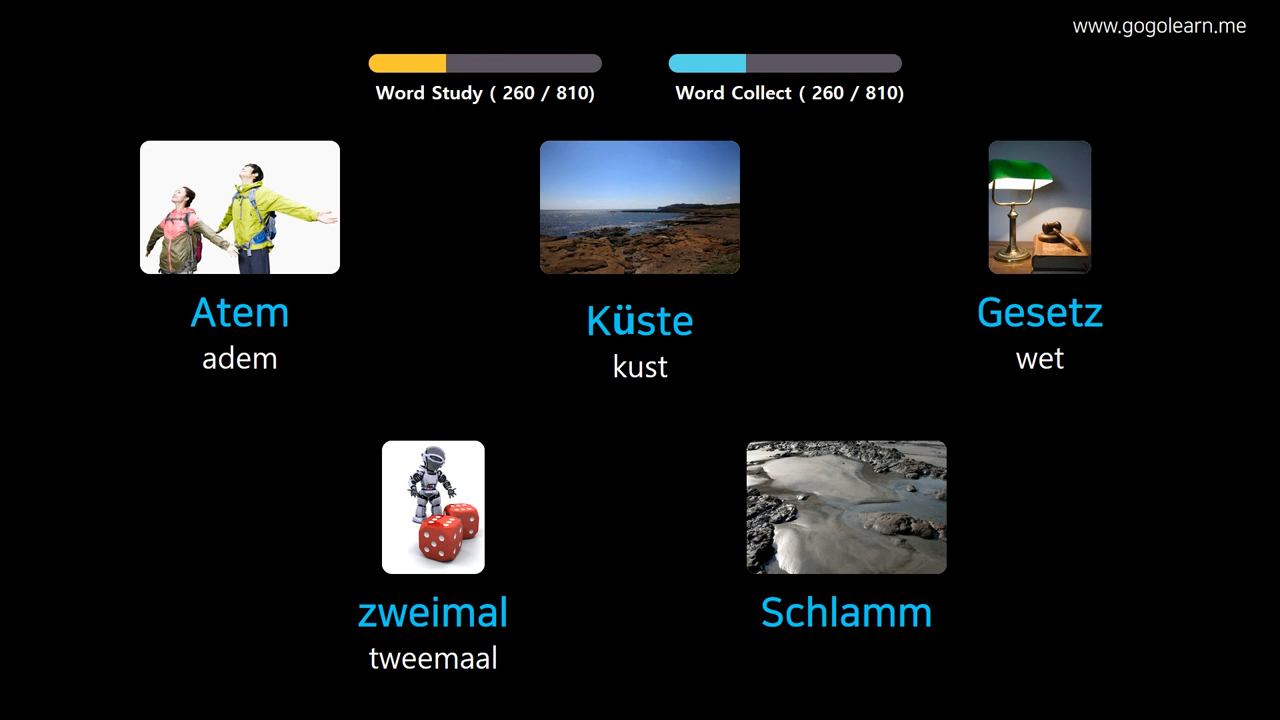 www.gogolearn.me
Word Study ( 260 / 810)
Word Collect ( 260 / 810)
Atem
adem
Küste
kust
Gesetz
wet
zweimal
tweemaal
Schlamm